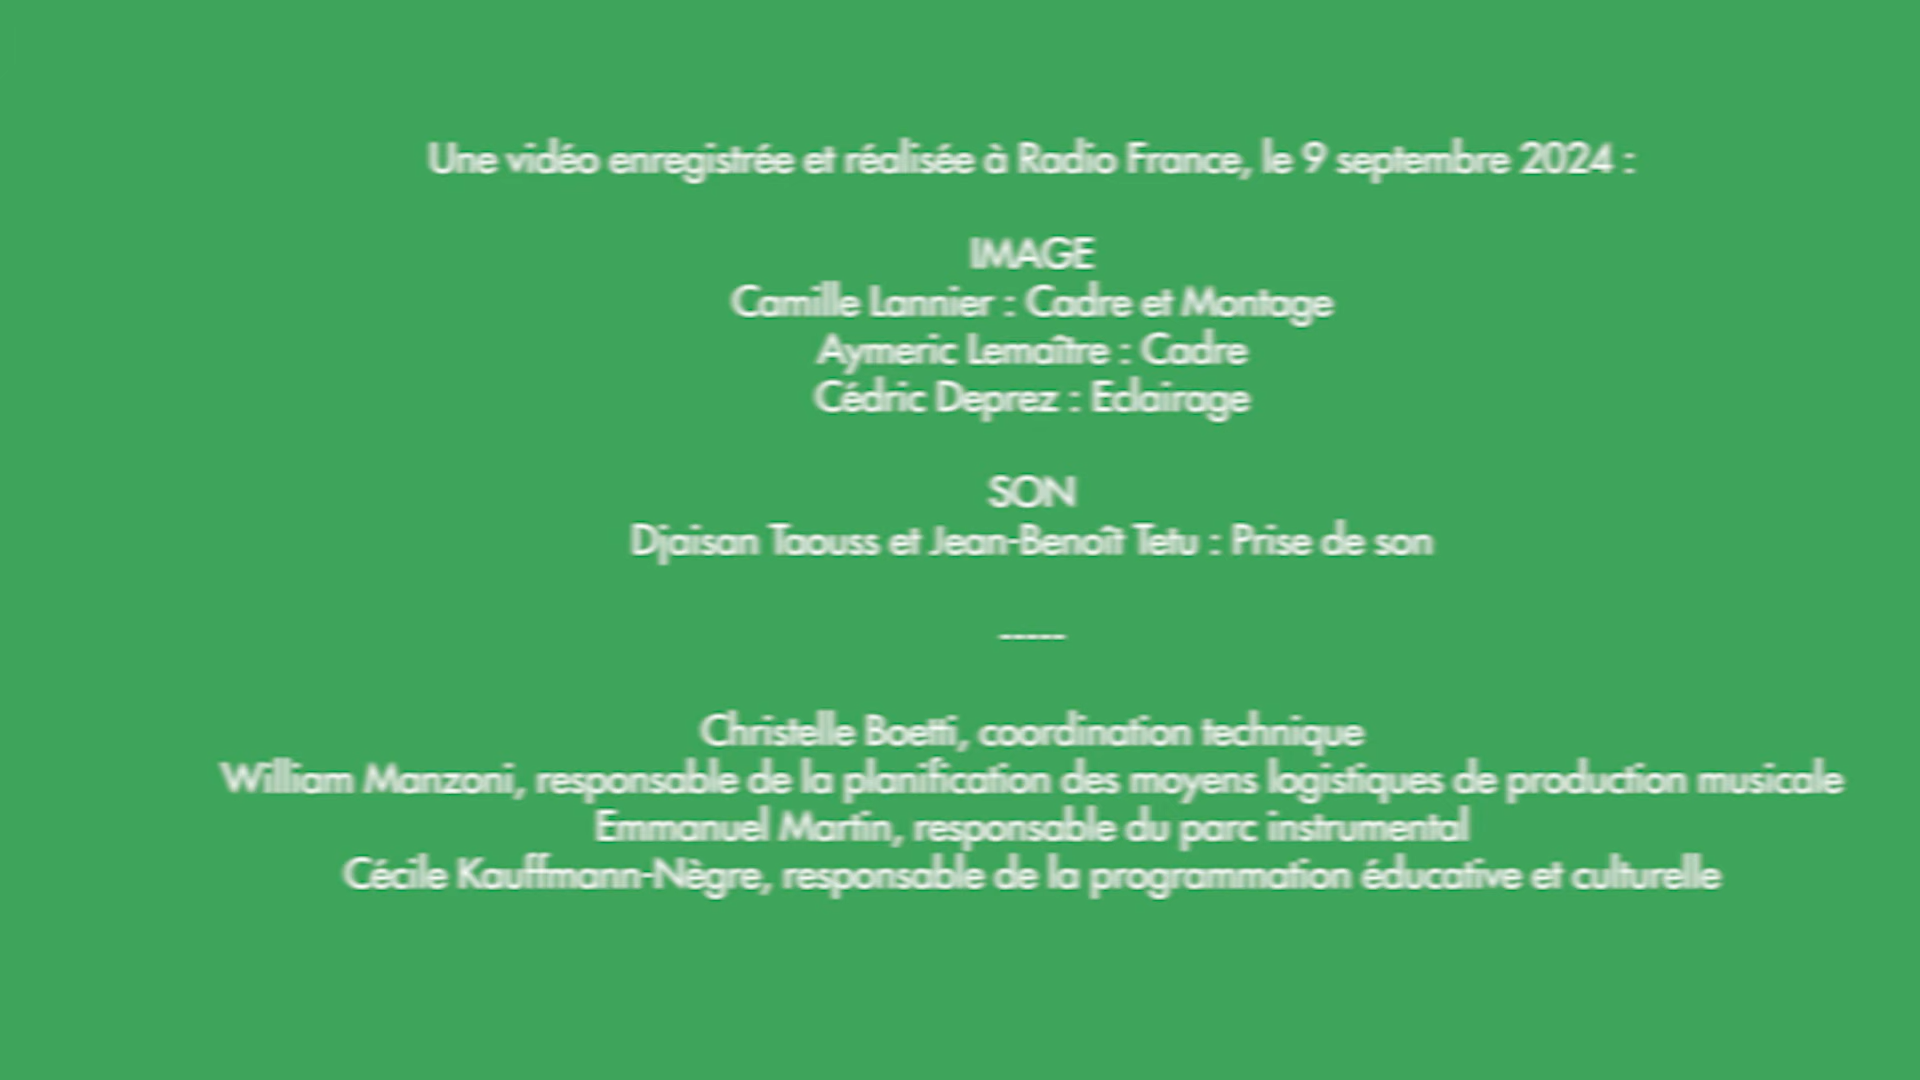 Une vidéo enregistrée et réalisée à Radio France, le 9 septembre 2024 :
IMAGE
Camille Lannier : Cadre et Montage
Aymeric Lemaître : Cadre
Cédric Deprez : Eclairage
SON
Djaisan Taouss et Jean-Benoît Tetu : Prise de son
-----
Christelle Boetti, coordination technique
William Manzoni, responsable de la planification des moyens logistiques de production musicale
Emmanuel Martin, responsable du parc instrumental
Cécile Kauffmann-Nègre, responsable de la programmation éducative et culturelle